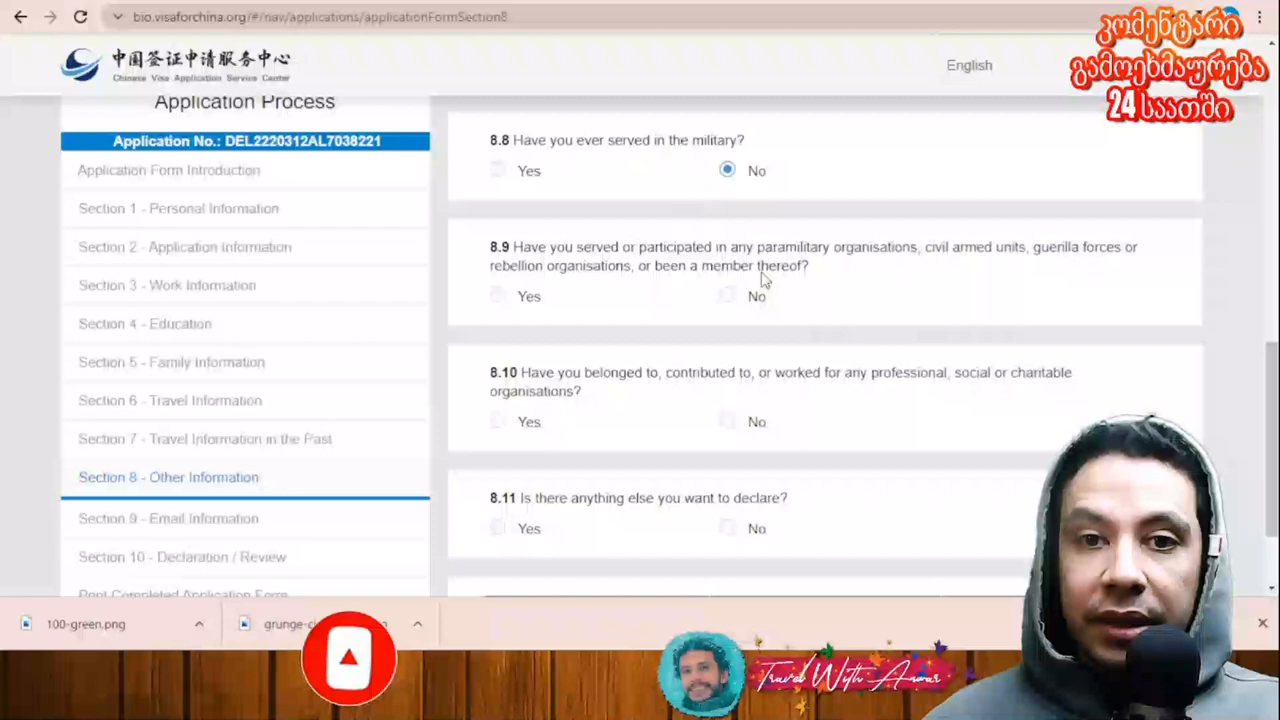 bio.visaforchina.org/#/nav/applications/applicationFormSection8
კომენტარი
გამოეხმაურება
24 საათში
中国签证申请服务中心
Chinese Visa Application Service Center
English
Application Process
Application No.: DEL2220312AL7038221
Application Form Introduction
Section 1 - Personal Information
Section 2 - Application Information
Section 3 - Work Information
Section 4 - Education
Section 5 - Family Information
Section 6 - Travel Information
Section 7 - Travel Information in the Past
Section 8 - Other Information
Section 9 - Email Information
Section 10 - Declaration / Review
Print Completed Application Form
8.8 Have you ever served in the military?
Yes No
8.9 Have you served or participated in any paramilitary organisations, civil armed units, guerilla forces or
rebellion organisations, or been a member thereof?
Yes No
8.10 Have you belonged to, contributed to, or worked for any professional, social or charitable
organisations?
Yes No
8.11 Is there anything else you want to declare?
Yes No
100-green.png
Travel With Anwar